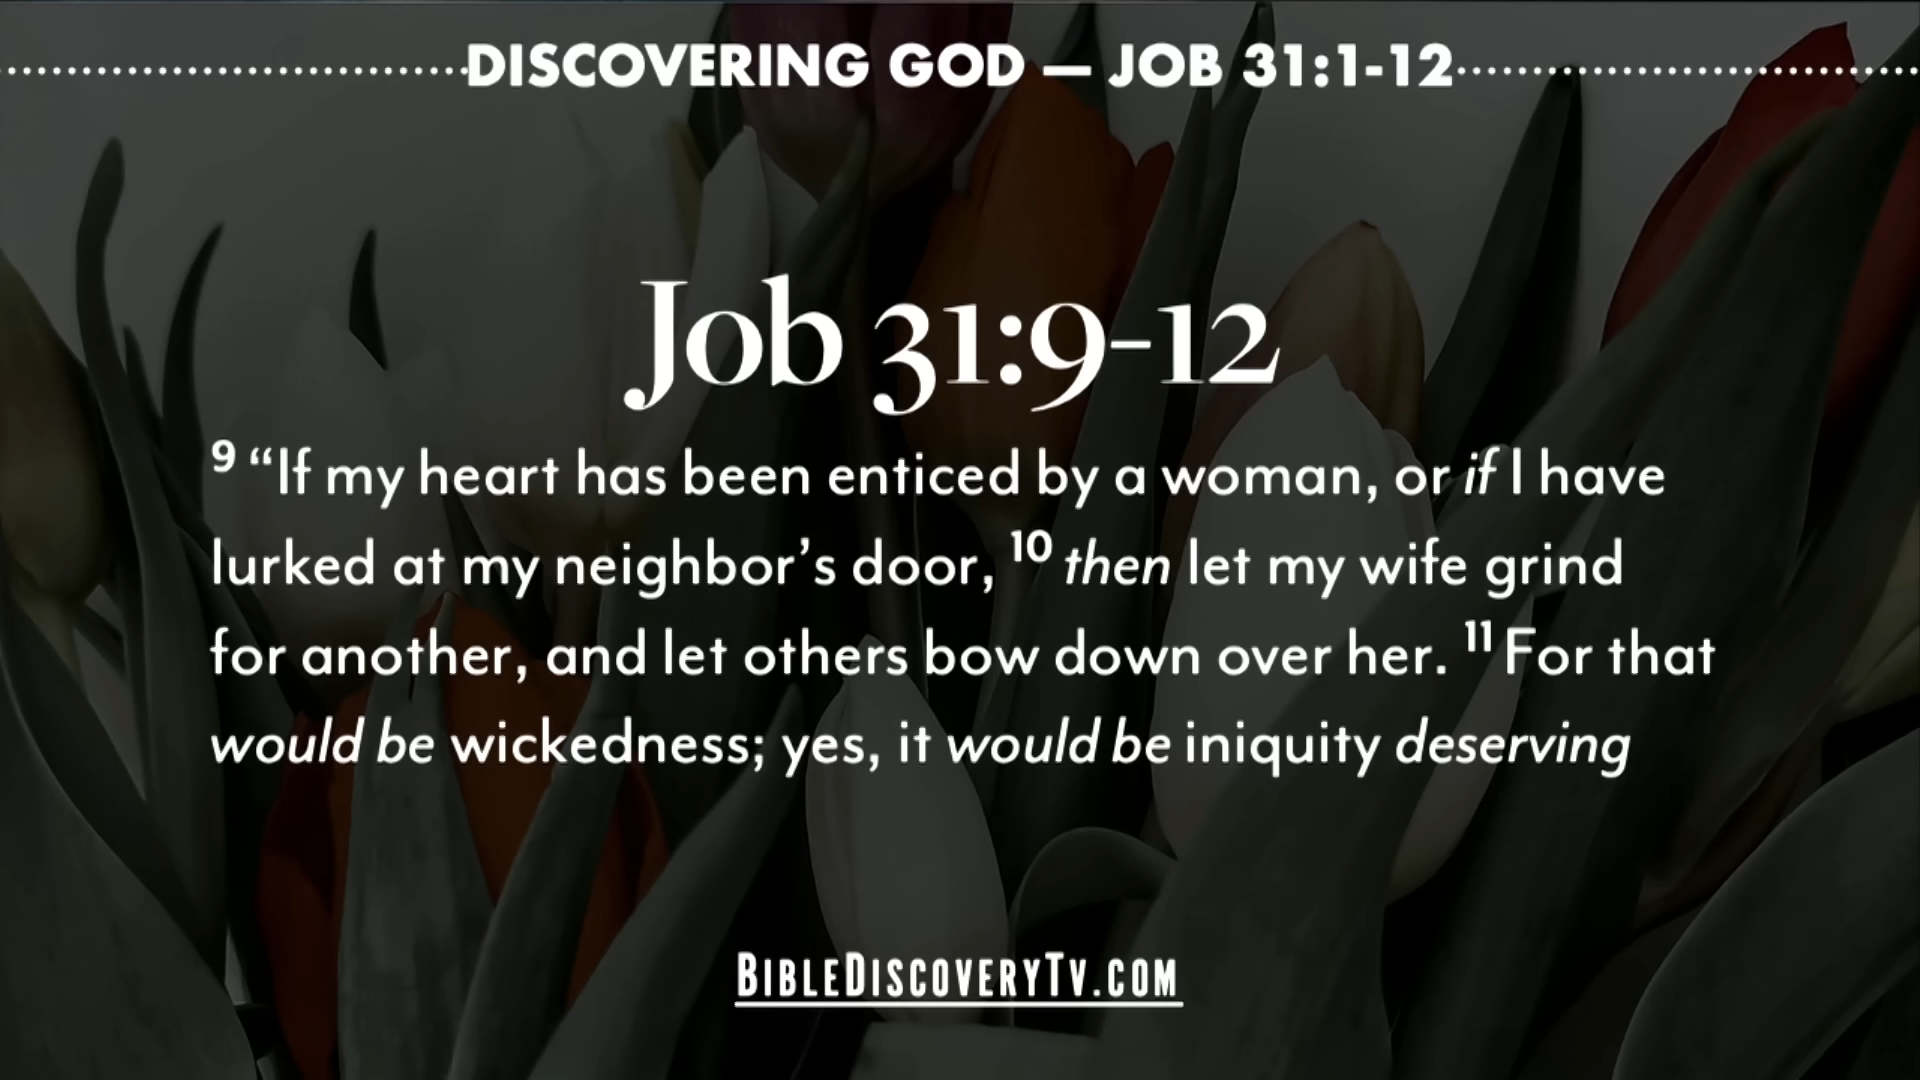 DISCOVERING GOD — JOB 31:1-12
Job 31:9-12
9 “If my heart has been enticed by a woman, or if I have
lurked at my neighbor’s door, 10 then let my wife grind
for another, and let others bow down over her. 11 For that
would be wickedness; yes, it would be iniquity deserving
BIBLEDISCOVERYTV.COM